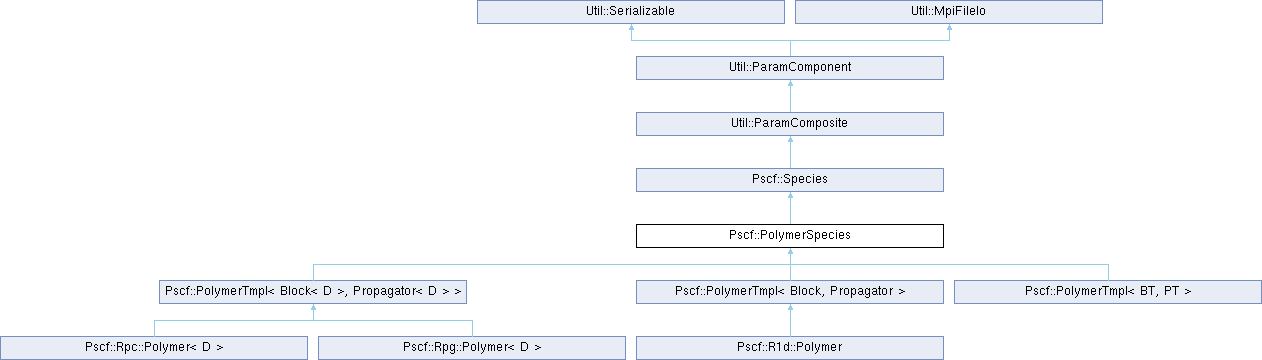 Util::Serializable
Util::MpiFileIo
Util::ParamComponent
Util::ParamComposite
Pscf::Species
Pscf::PolymerSpecies
Pscf::PolymerTmpl< Block< D >, Propagator< D > >
Pscf::PolymerTmpl< Block, Propagator >
Pscf::PolymerTmpl< BT, PT >
Pscf::Rpc::Polymer< D >
Pscf::Rpg::Polymer< D >
Pscf::R1d::Polymer